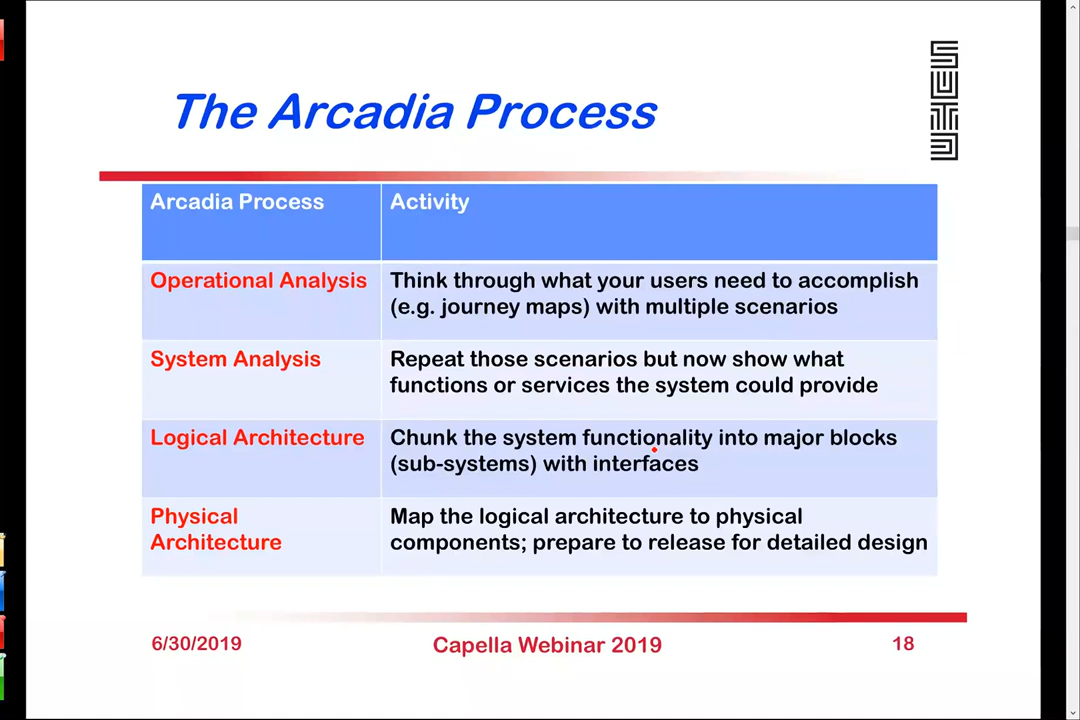 The Arcadia Process
SUTD
Arcadia Process
Activity
Operational Analysis
Think through what your users need to accomplish
(e.g. journey maps) with multiple scenarios
System Analysis
Repeat those scenarios but now show what
functions or services the system could provide
Logical Architecture
Chunk the system functionality into major blocks
(sub-systems) with interfaces
Physical
Architecture
Map the logical architecture to physical
components; prepare to release for detailed design
6/30/2019
Capella Webinar 2019
18